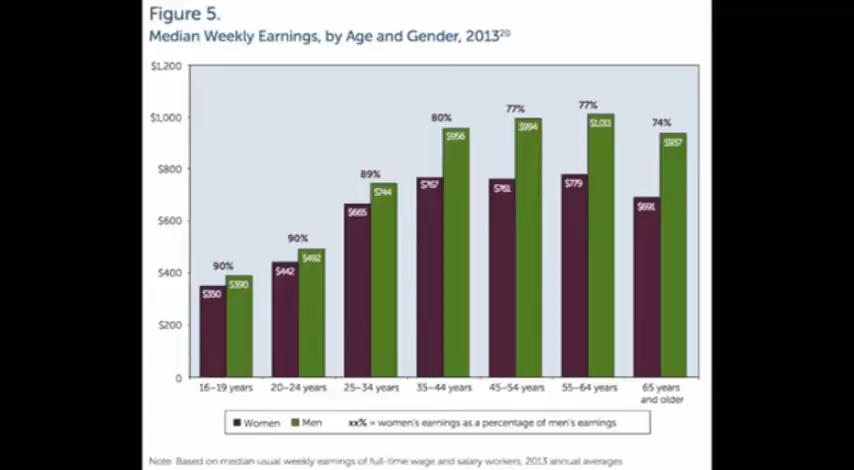 Figure 5.
Median Weekly Earnings, by Age and Gender, 2013²⁰
$1,200
$1,000
$800
$600
$400
$200
0
90%
$350
$390
90%
$442
$492
89%
$665
$744
80%
$767
$956
77%
$761
$994
77%
$779
$1,011
74%
$691
$937
16–19 years
20–24 years
25–34 years
35–44 years
45–54 years
55–64 years
65 years
and older
Women
Men
xx% = women's earnings as a percentage of men's earnings
Note: Based on median usual weekly earnings of full-time wage and salary workers, 2013 annual averages